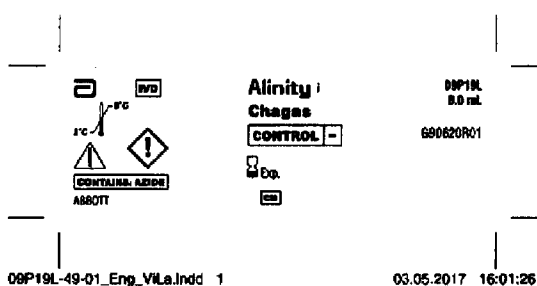 IVD
8°C
2°C
CONTAINS: AZIDE
ABBOTT
Alinity i
Chagas
CONTROL -
Exp.
09P19L
8.0 mL
G90620R01
09P19L-49-01_Eng_ViLa.indd 1
03.05.2017 16:01:26